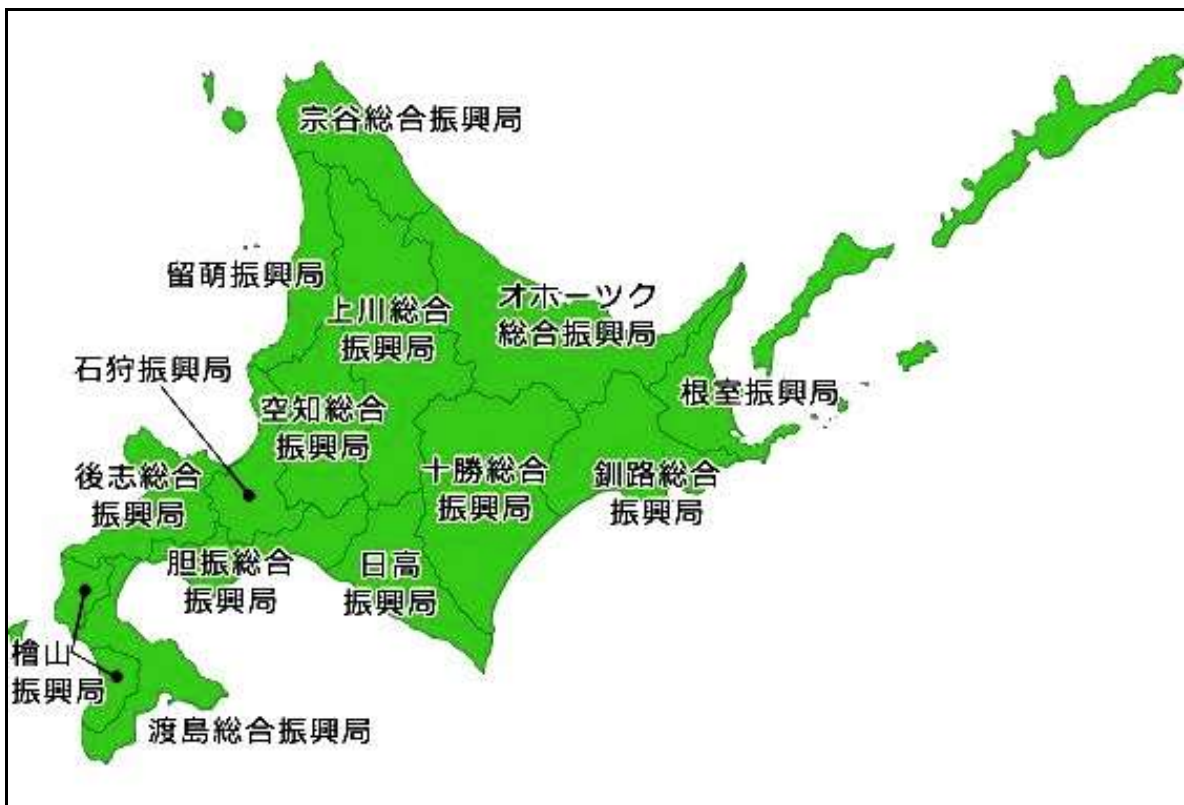 宗谷総合振興局
留萌振興局
上川総合
振興局
オホーツク
総合振興局
石狩振興局
空知総合
振興局
根室振興局
後志総合
振興局
十勝総合
振興局
釧路総合
振興局
胆振総合
振興局
日高
振興局
檜山
振興局
渡島総合振興局